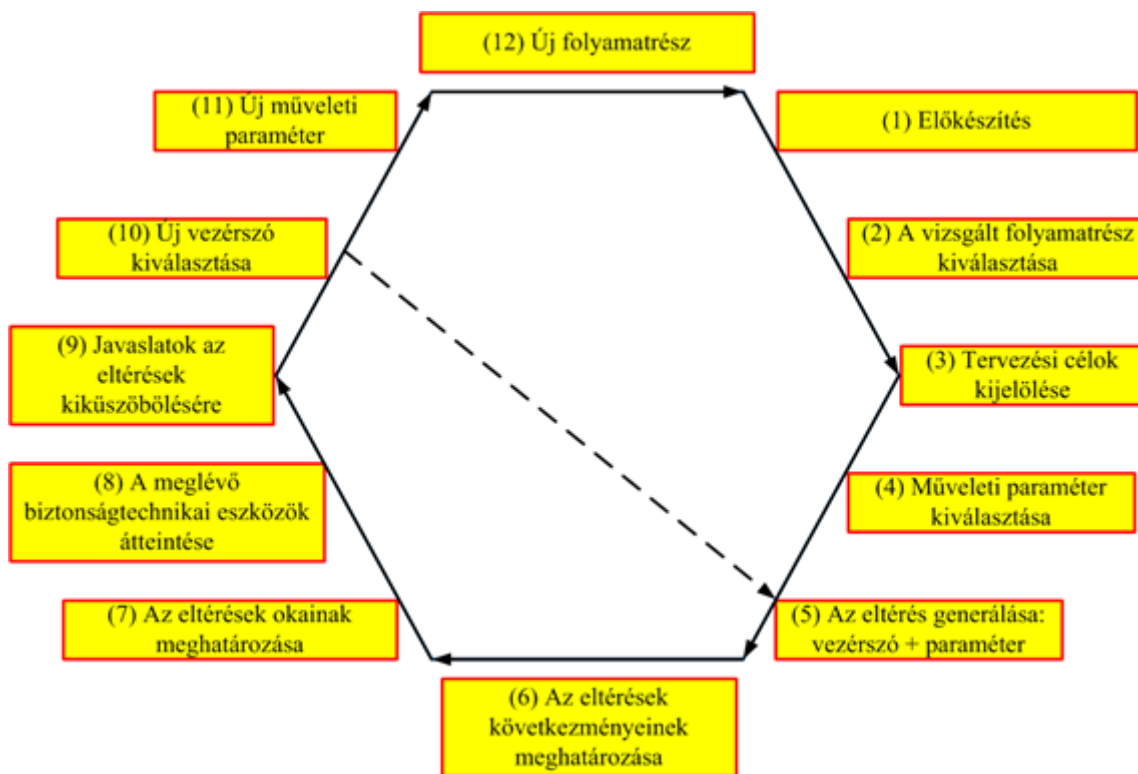 (12) Új folyamatrész
(1) Előkészítés
(2) A vizsgált folyamatrész
kiválasztása
(3) Tervezési célok
kijelölése
(4) Műveleti paraméter
kiválasztása
(5) Az eltérés generálása:
vezérszó + paraméter
(6) Az eltérések
következményeinek
meghatározása
(7) Az eltérések okainak
meghatározása
(8) A meglévő
biztonságtechnikai eszközök
átteintése
(9) Javaslatok az
eltérések
kiküszöbölésére
(10) Új vezérszó
kiválasztása
(11) Új műveleti
paraméter